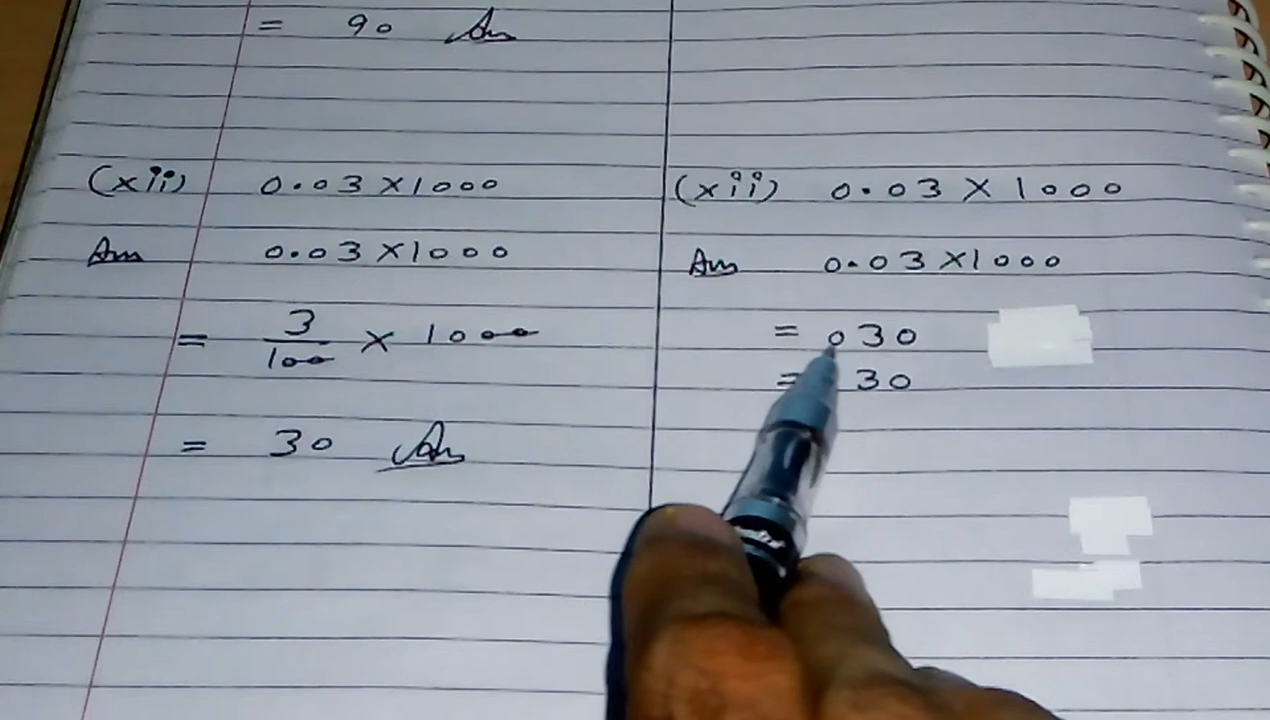 = 90 Ans
(xii) 0.03 × 1000
Ans 0.03 × 1000
= 3/100 × 1000
= 30 Ans
(xii) 0.03 × 1000
Ans 0.03 × 1000
= 030
= 30